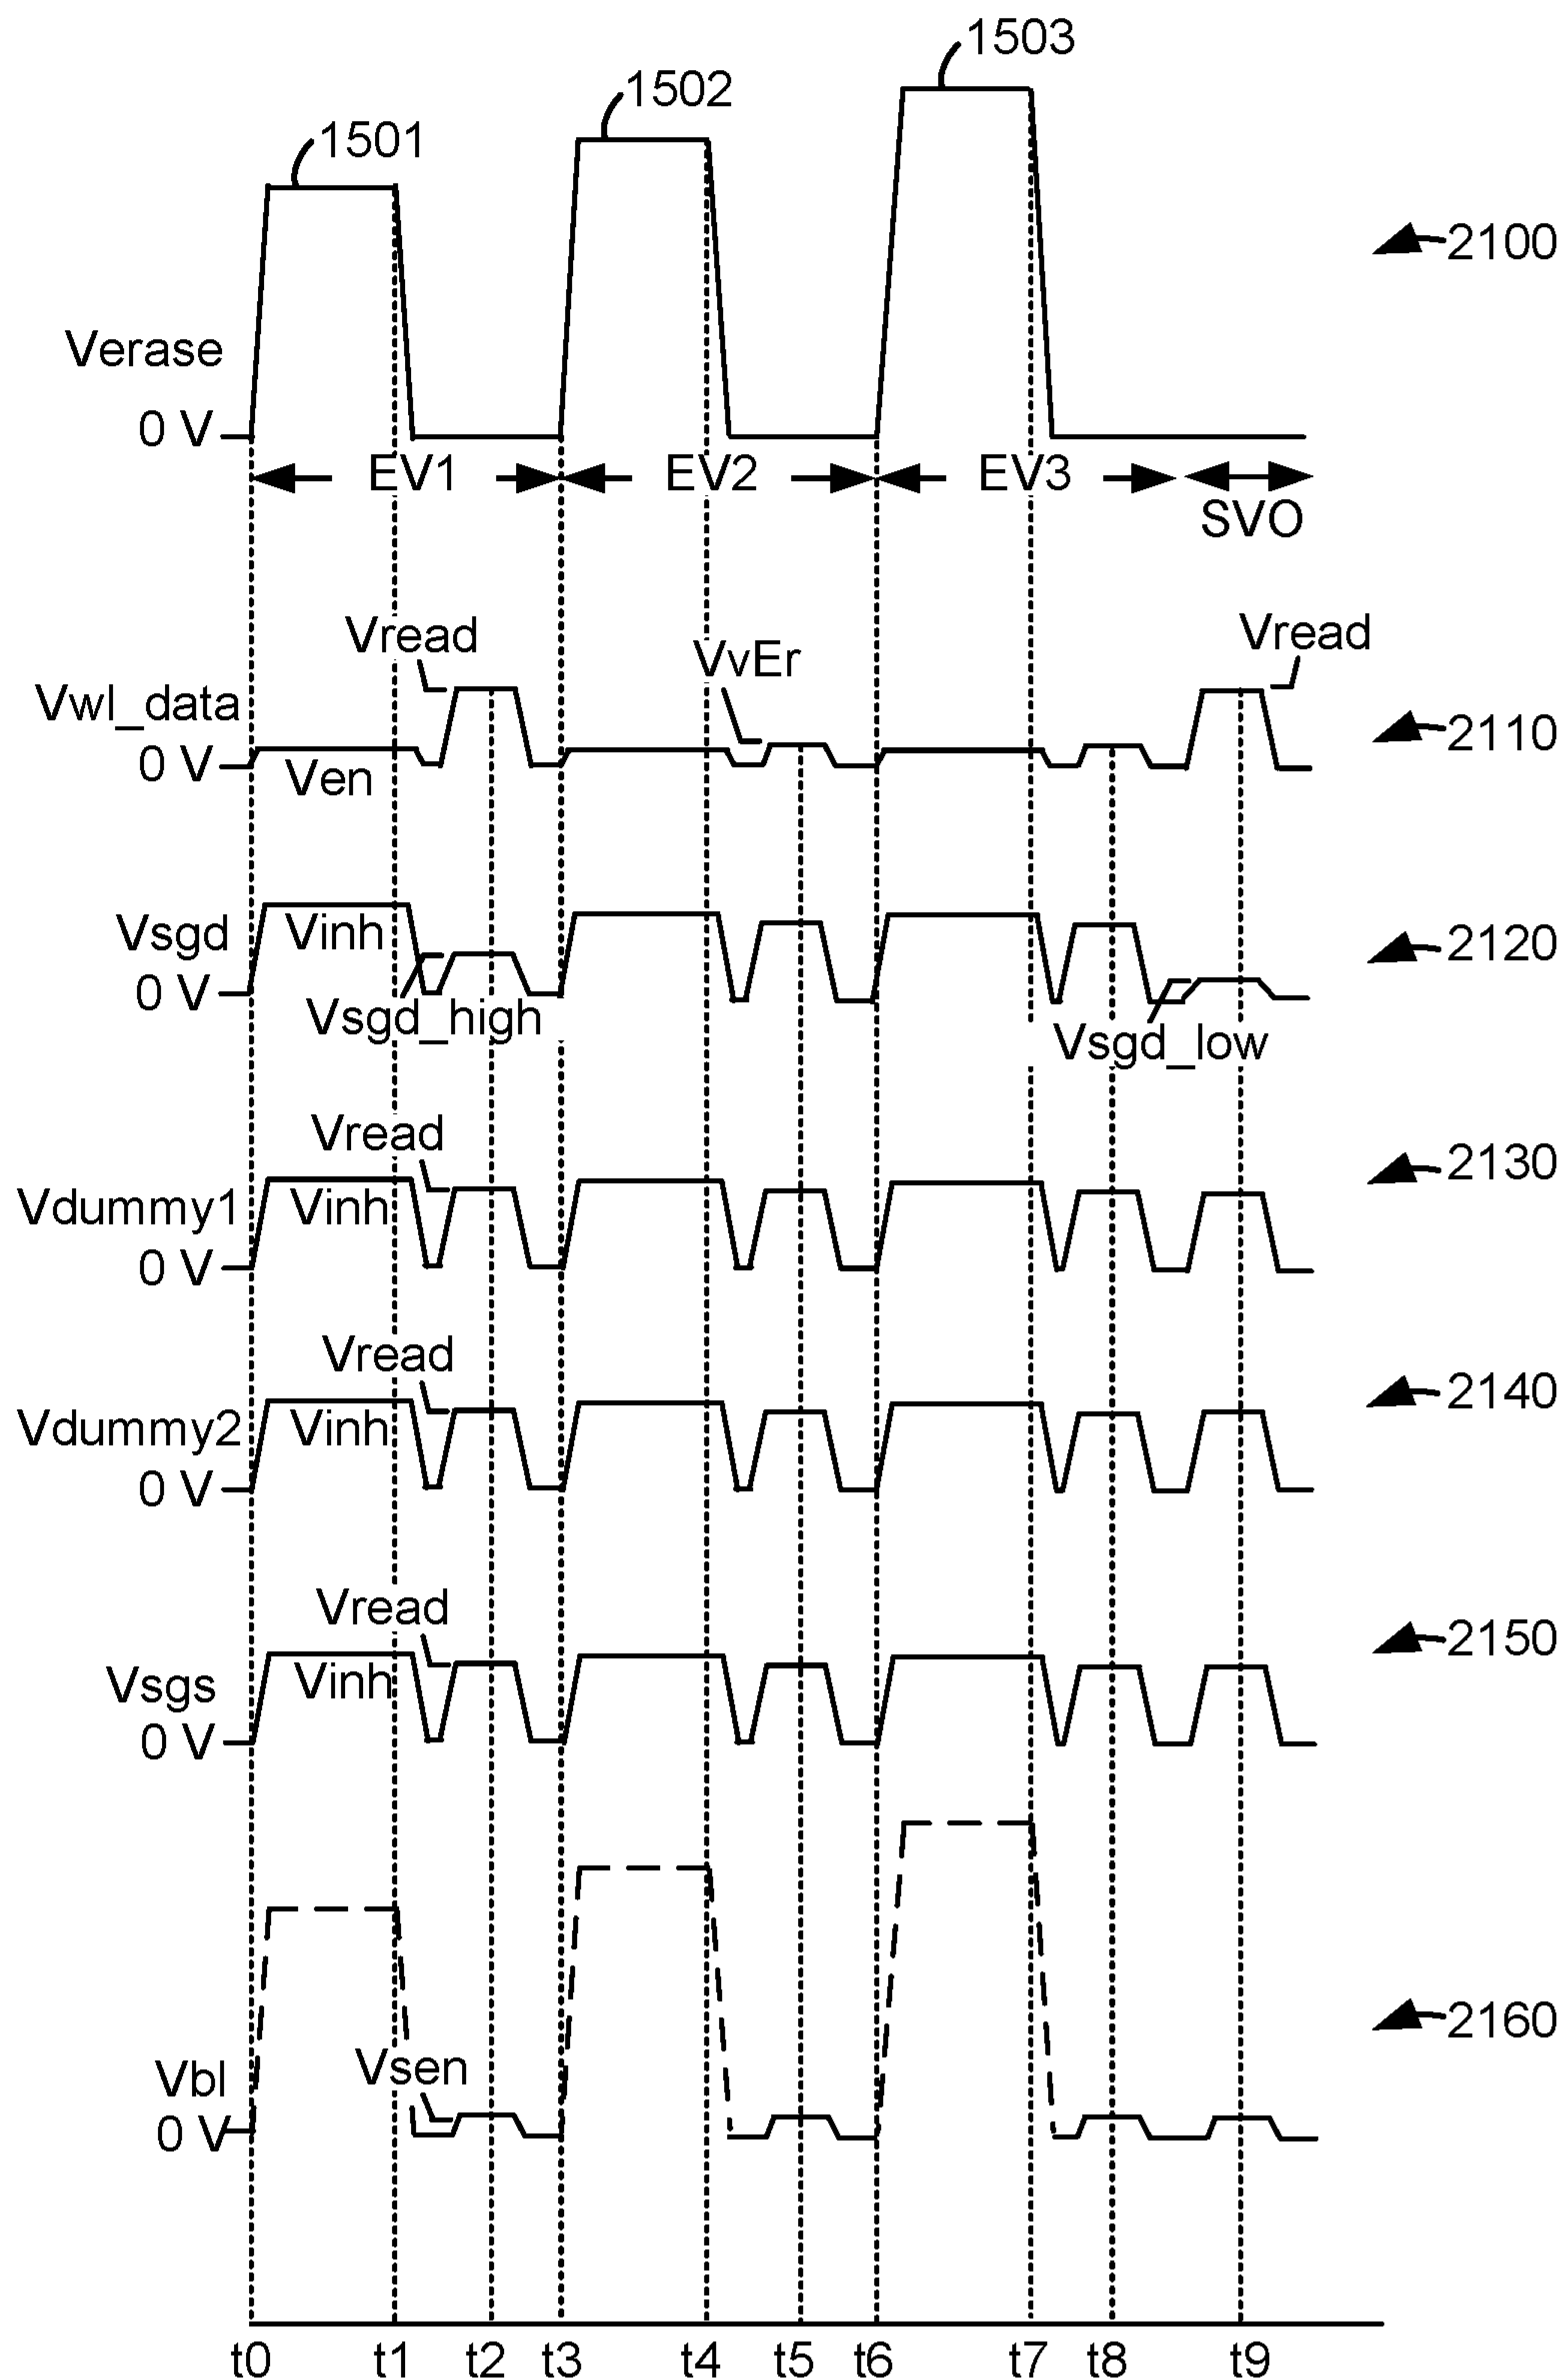 1503
1502
1501
2100
Verase
0 V
EV1 EV2 EV3
SVO
Vread VvEr Vread
Vwl_data
0 V
Ven
2110
Vsgd
Vinh
0 V
2120
Vsgd_high
Vsgd_low
Vread
2130
Vdummy1
Vinh
0 V
Vread
2140
Vdummy2
Vinh
0 V
Vread
2150
Vsgs
Vinh
0 V
2160
Vsen
Vbl
0 V
t0 t1 t2 t3 t4 t5 t6 t7 t8 t9